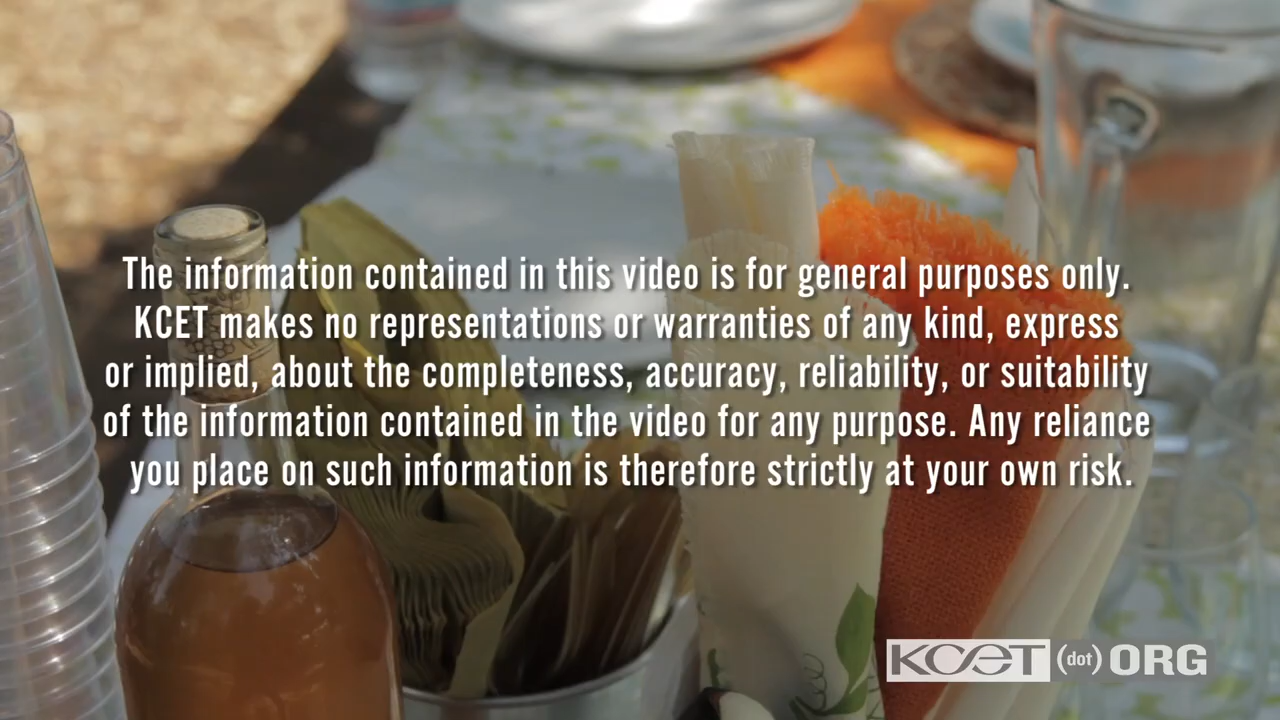 The information contained in this video is for general purposes only.
KCET makes no representations or warranties of any kind, express
or implied, about the completeness, accuracy, reliability, or suitability
of the information contained in the video for any purpose. Any reliance
you place on such information is therefore strictly at your own risk.
KCET (dot) ORG